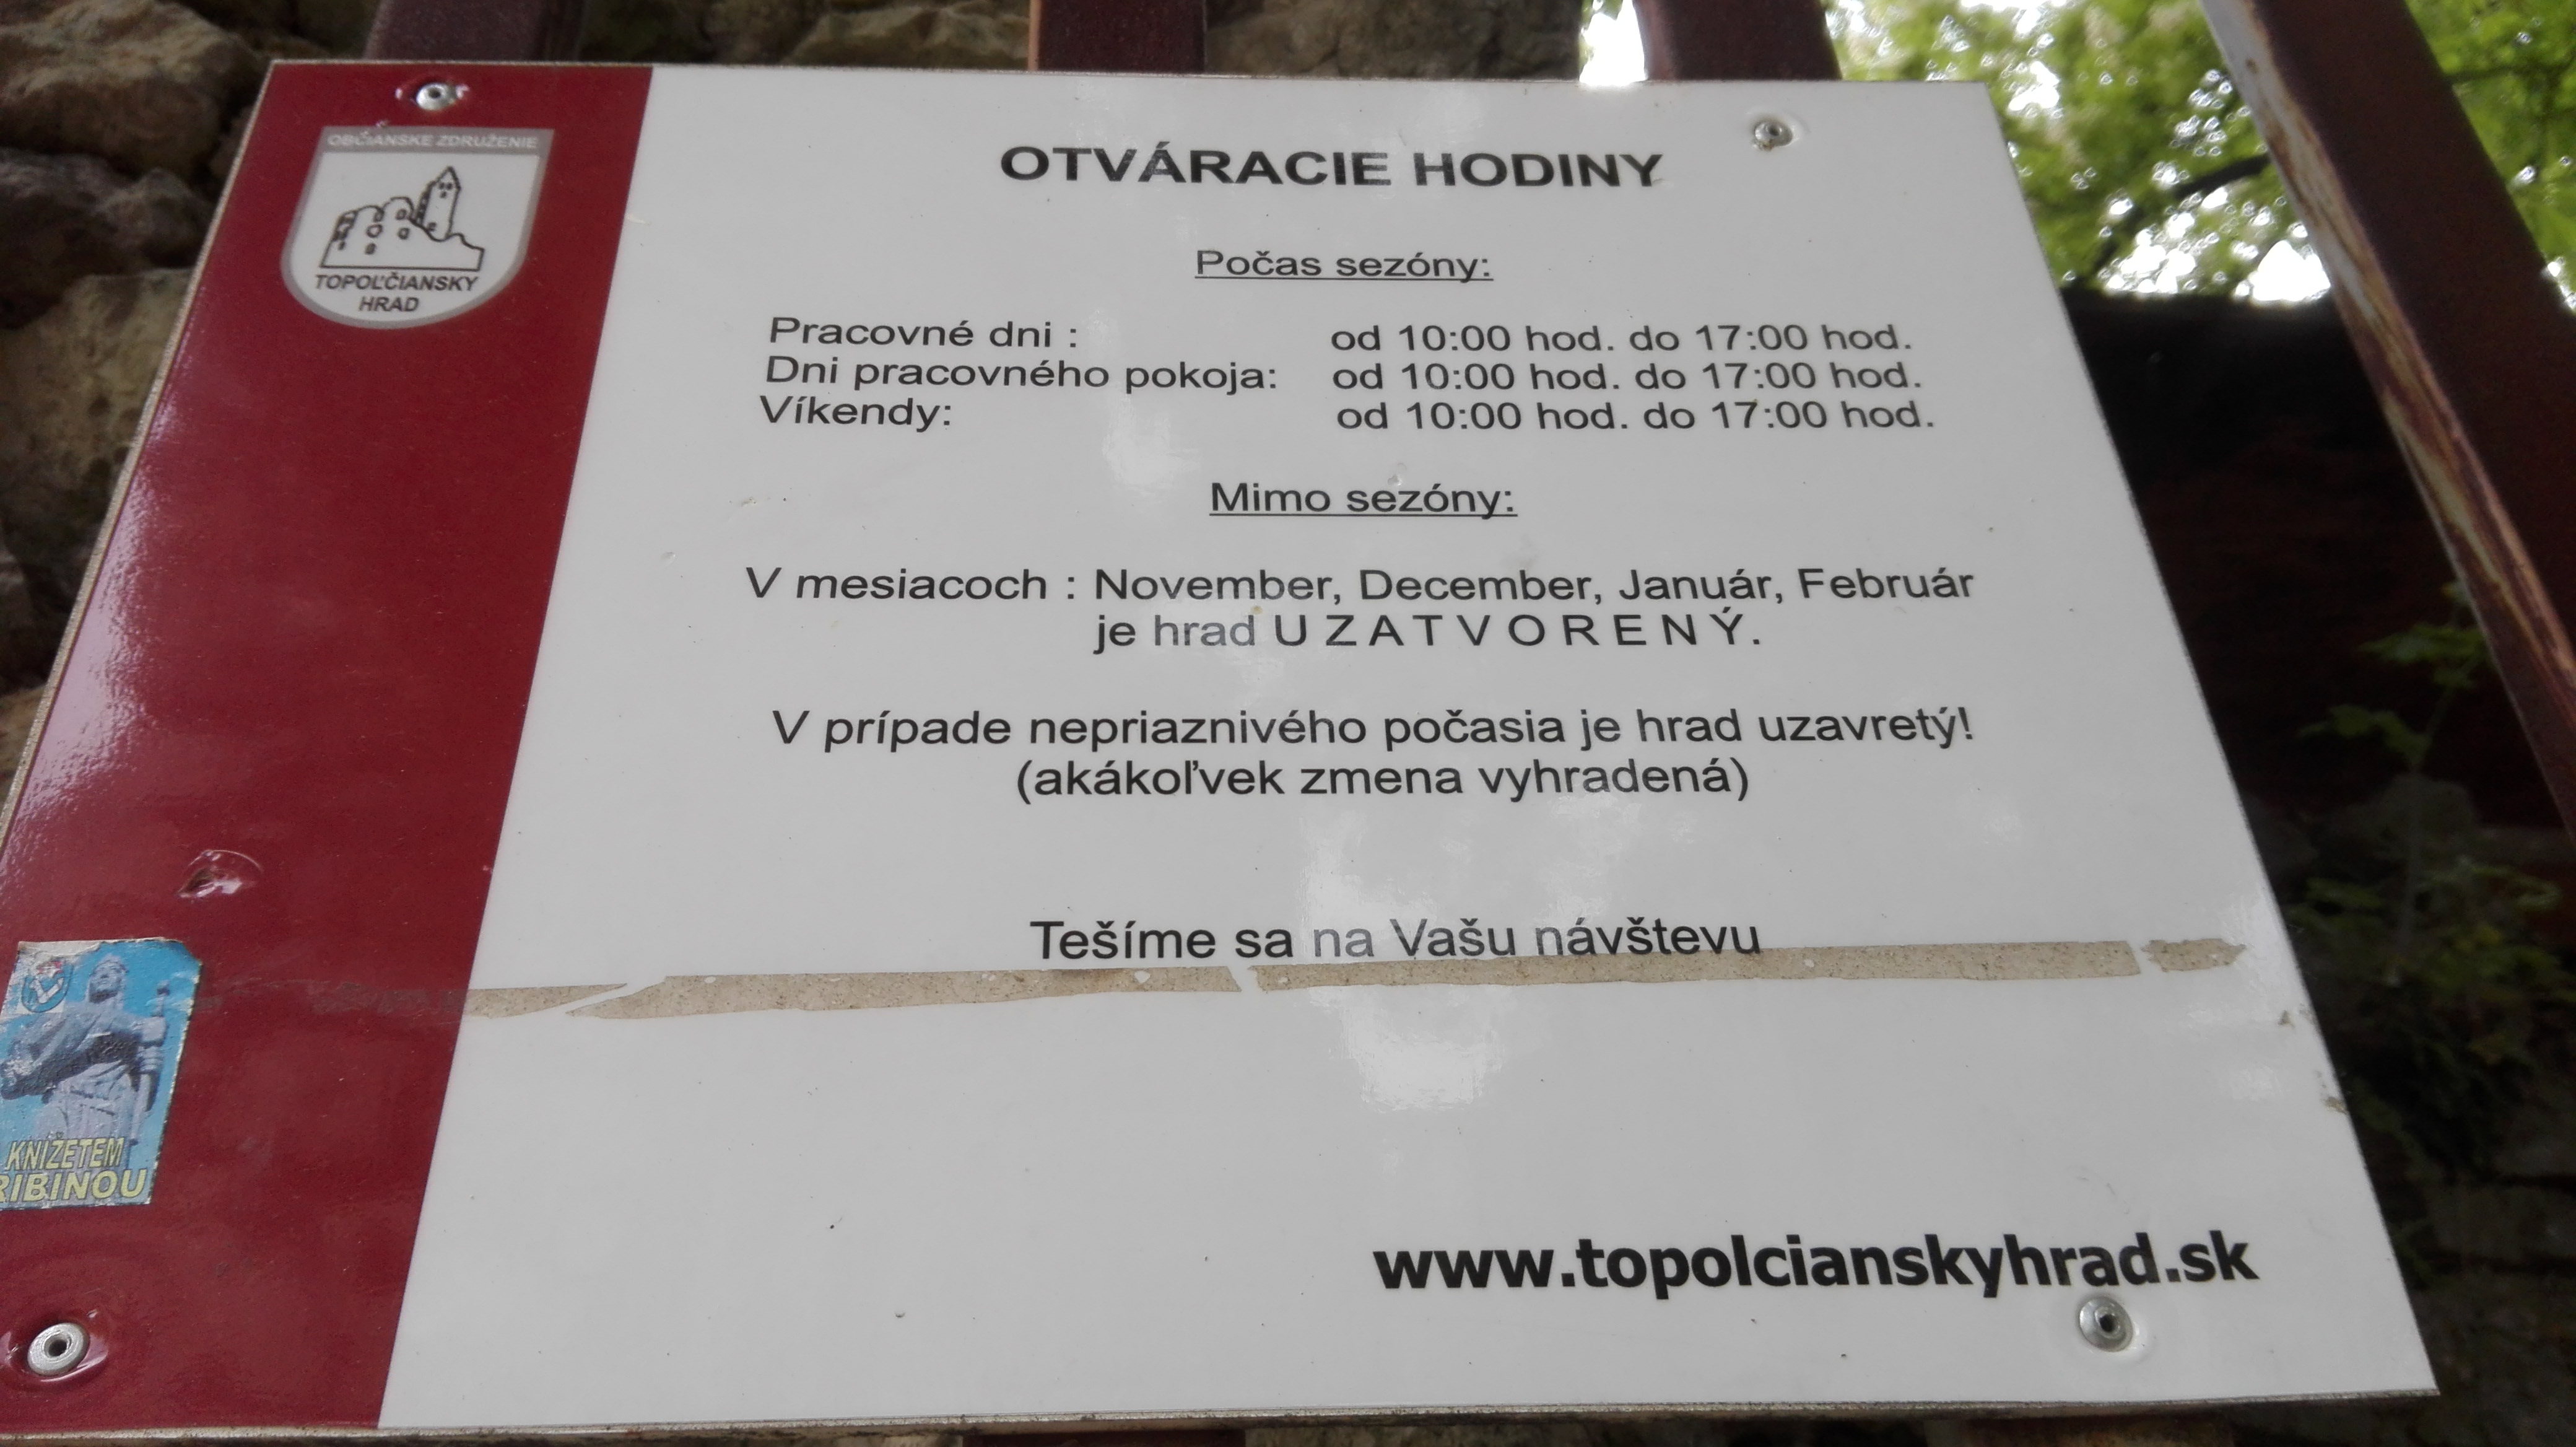 OBČIANSKE ZDRUŽENIE
TOPOĽČIANSKY
HRAD
OTVÁRACIE HODINY
Počas sezóny:
Pracovné dni : od 10:00 hod. do 17:00 hod.
Dni pracovného pokoja: od 10:00 hod. do 17:00 hod.
Víkendy: od 10:00 hod. do 17:00 hod.
Mimo sezóny:
V mesiacoch : November, December, Január, Február
je hrad U Z A T V O R E N Ý.
V prípade nepriaznivého počasia je hrad uzavretý!
(akákoľvek zmena vyhradená)
Tešíme sa na Vašu návštevu
KNIŽETEM
RIBINOU
www.topolcianskyhrad.sk